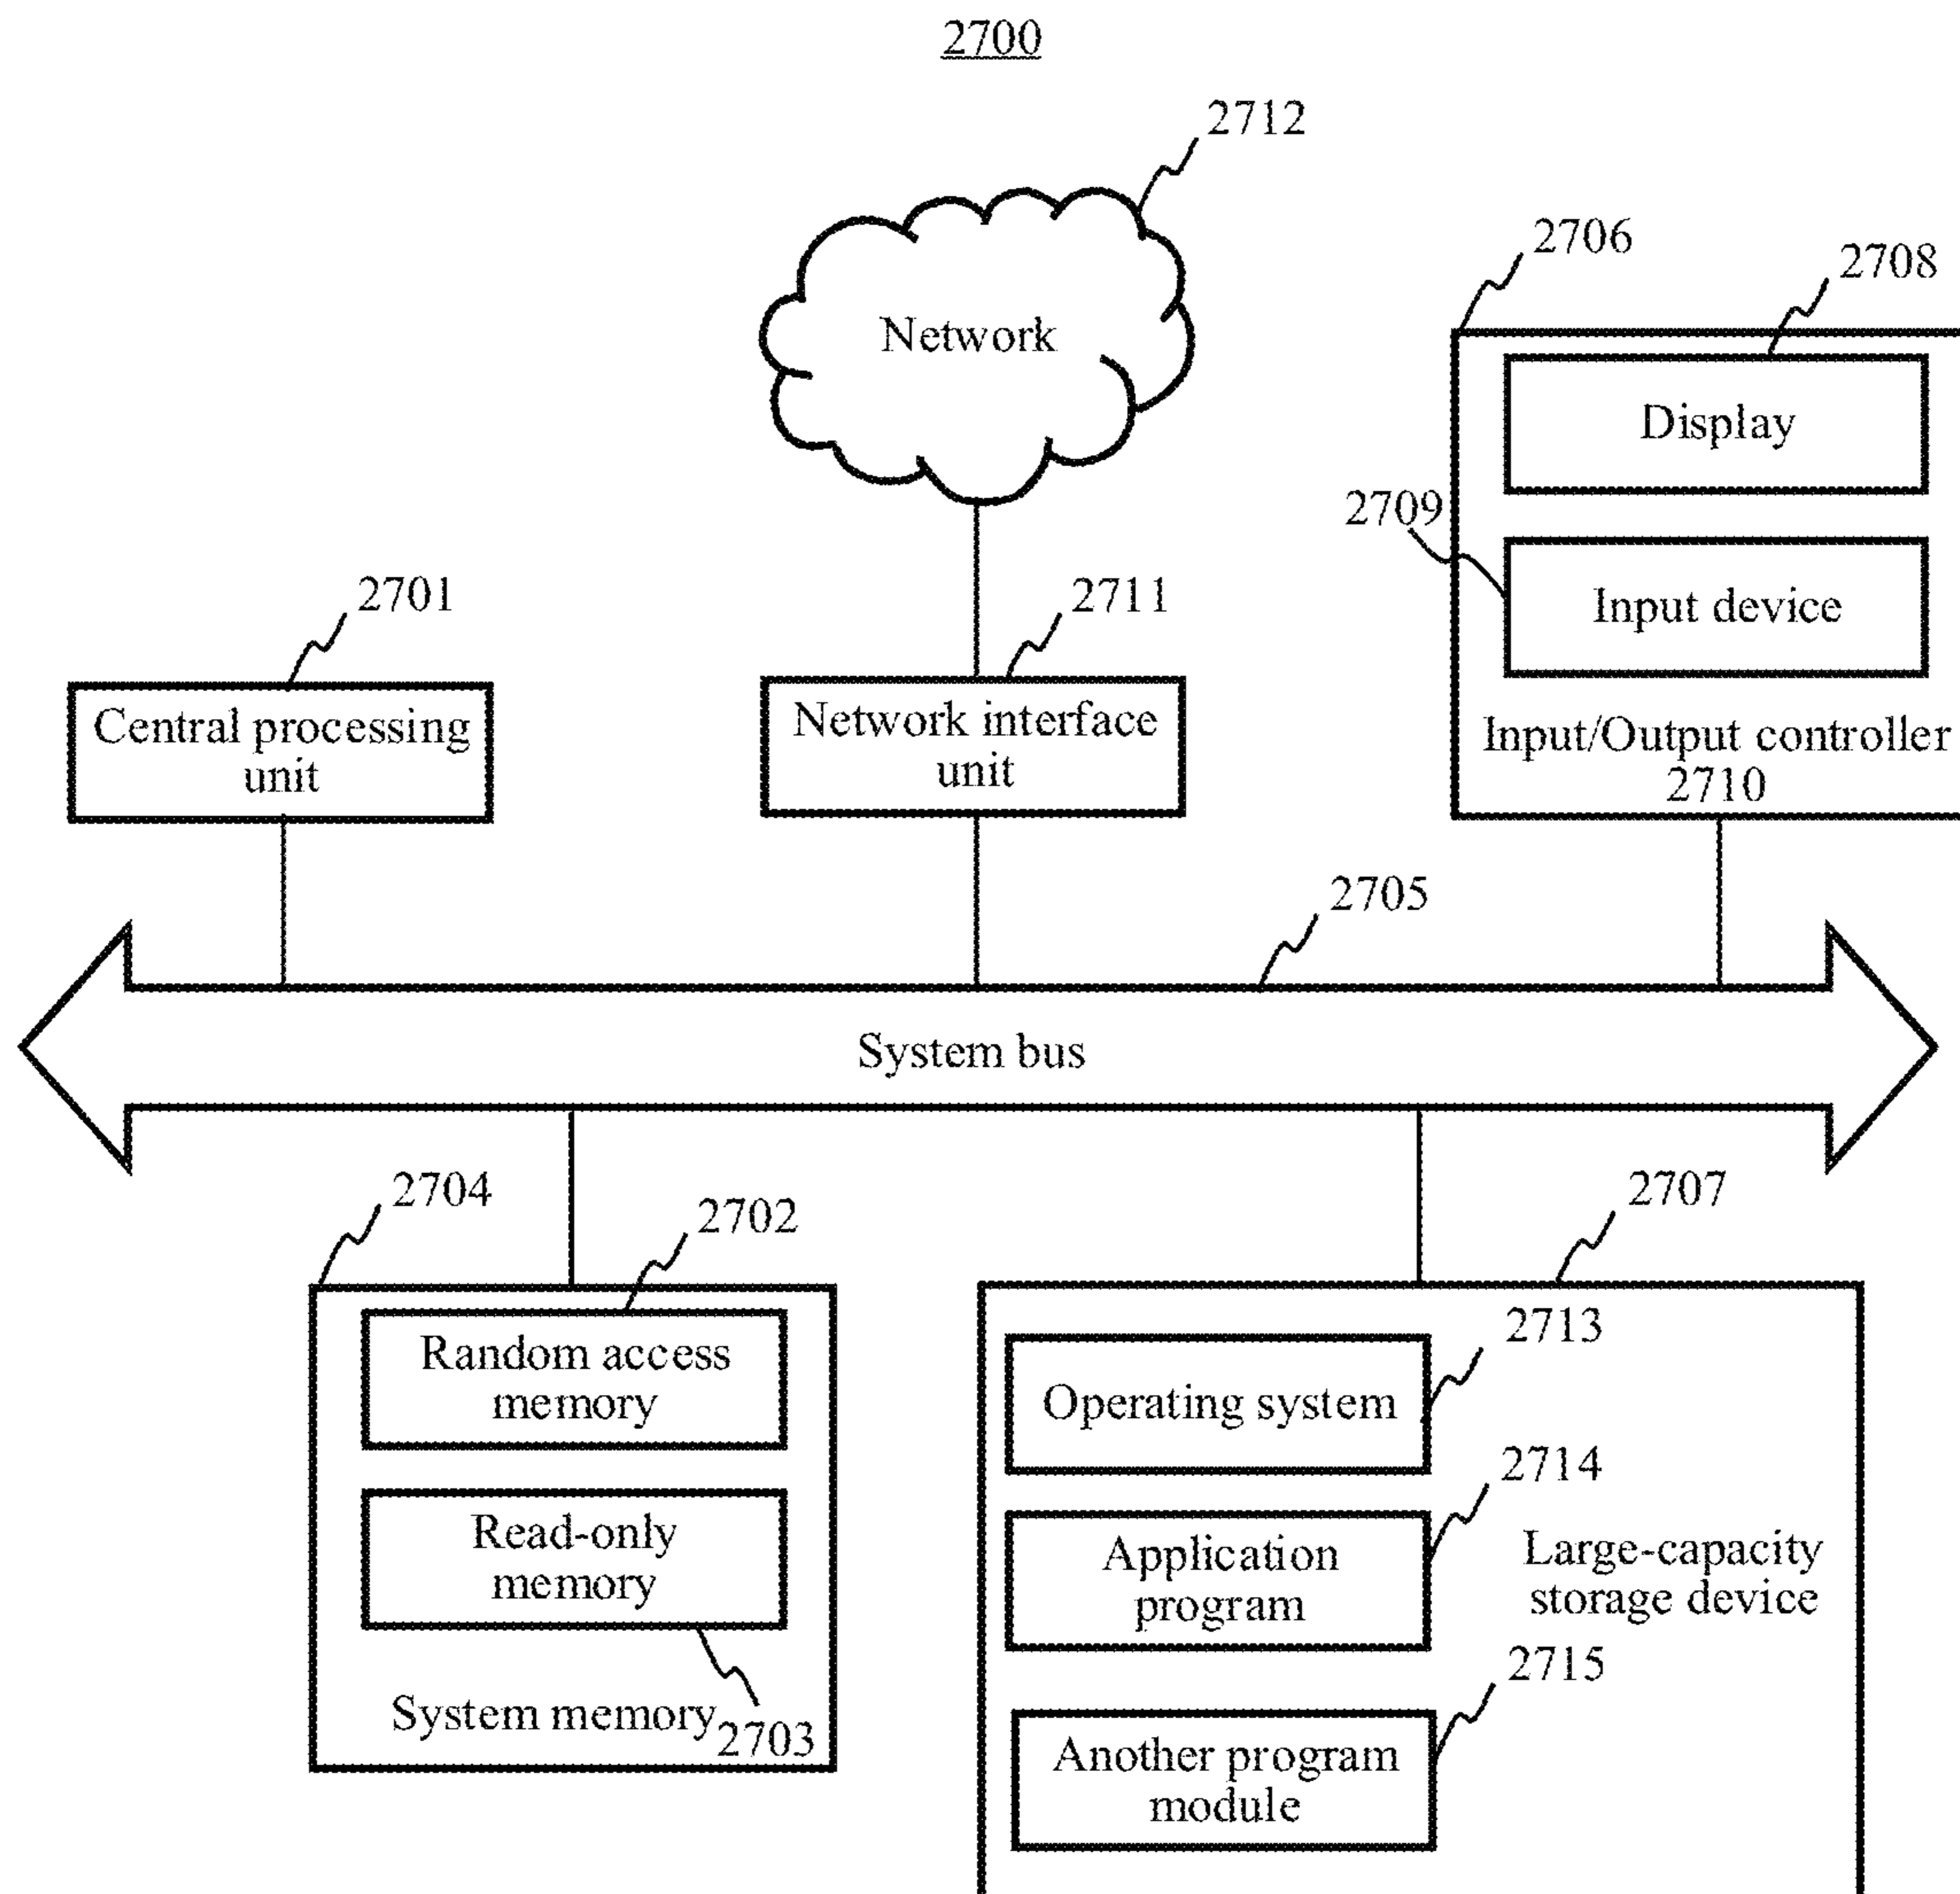 2700
2712
Network
2706
2708
Display
2709
Input device
Input/Output controller
2710
2701
Central processing
unit
2711
Network interface
unit
2705
System bus
2704
2702
Random access
memory
Read-only
memory
System memory
2703
2707
2713
Operating system
2714
Application
program
Large-capacity
storage device
2715
Another program
module